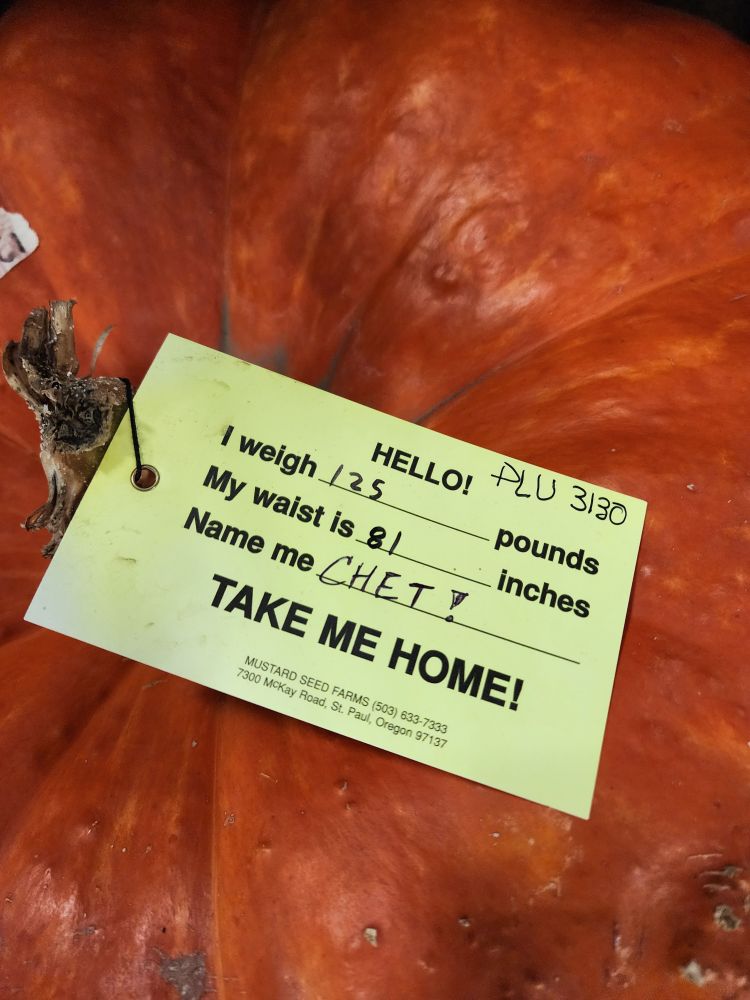 HELLO! PLU 3130
I weigh 125 pounds
My waist is 81 inches
Name me CHET!
TAKE ME HOME!
MUSTARD SEED FARMS (503) 633-7333
7300 McKay Road, St. Paul, Oregon 97137